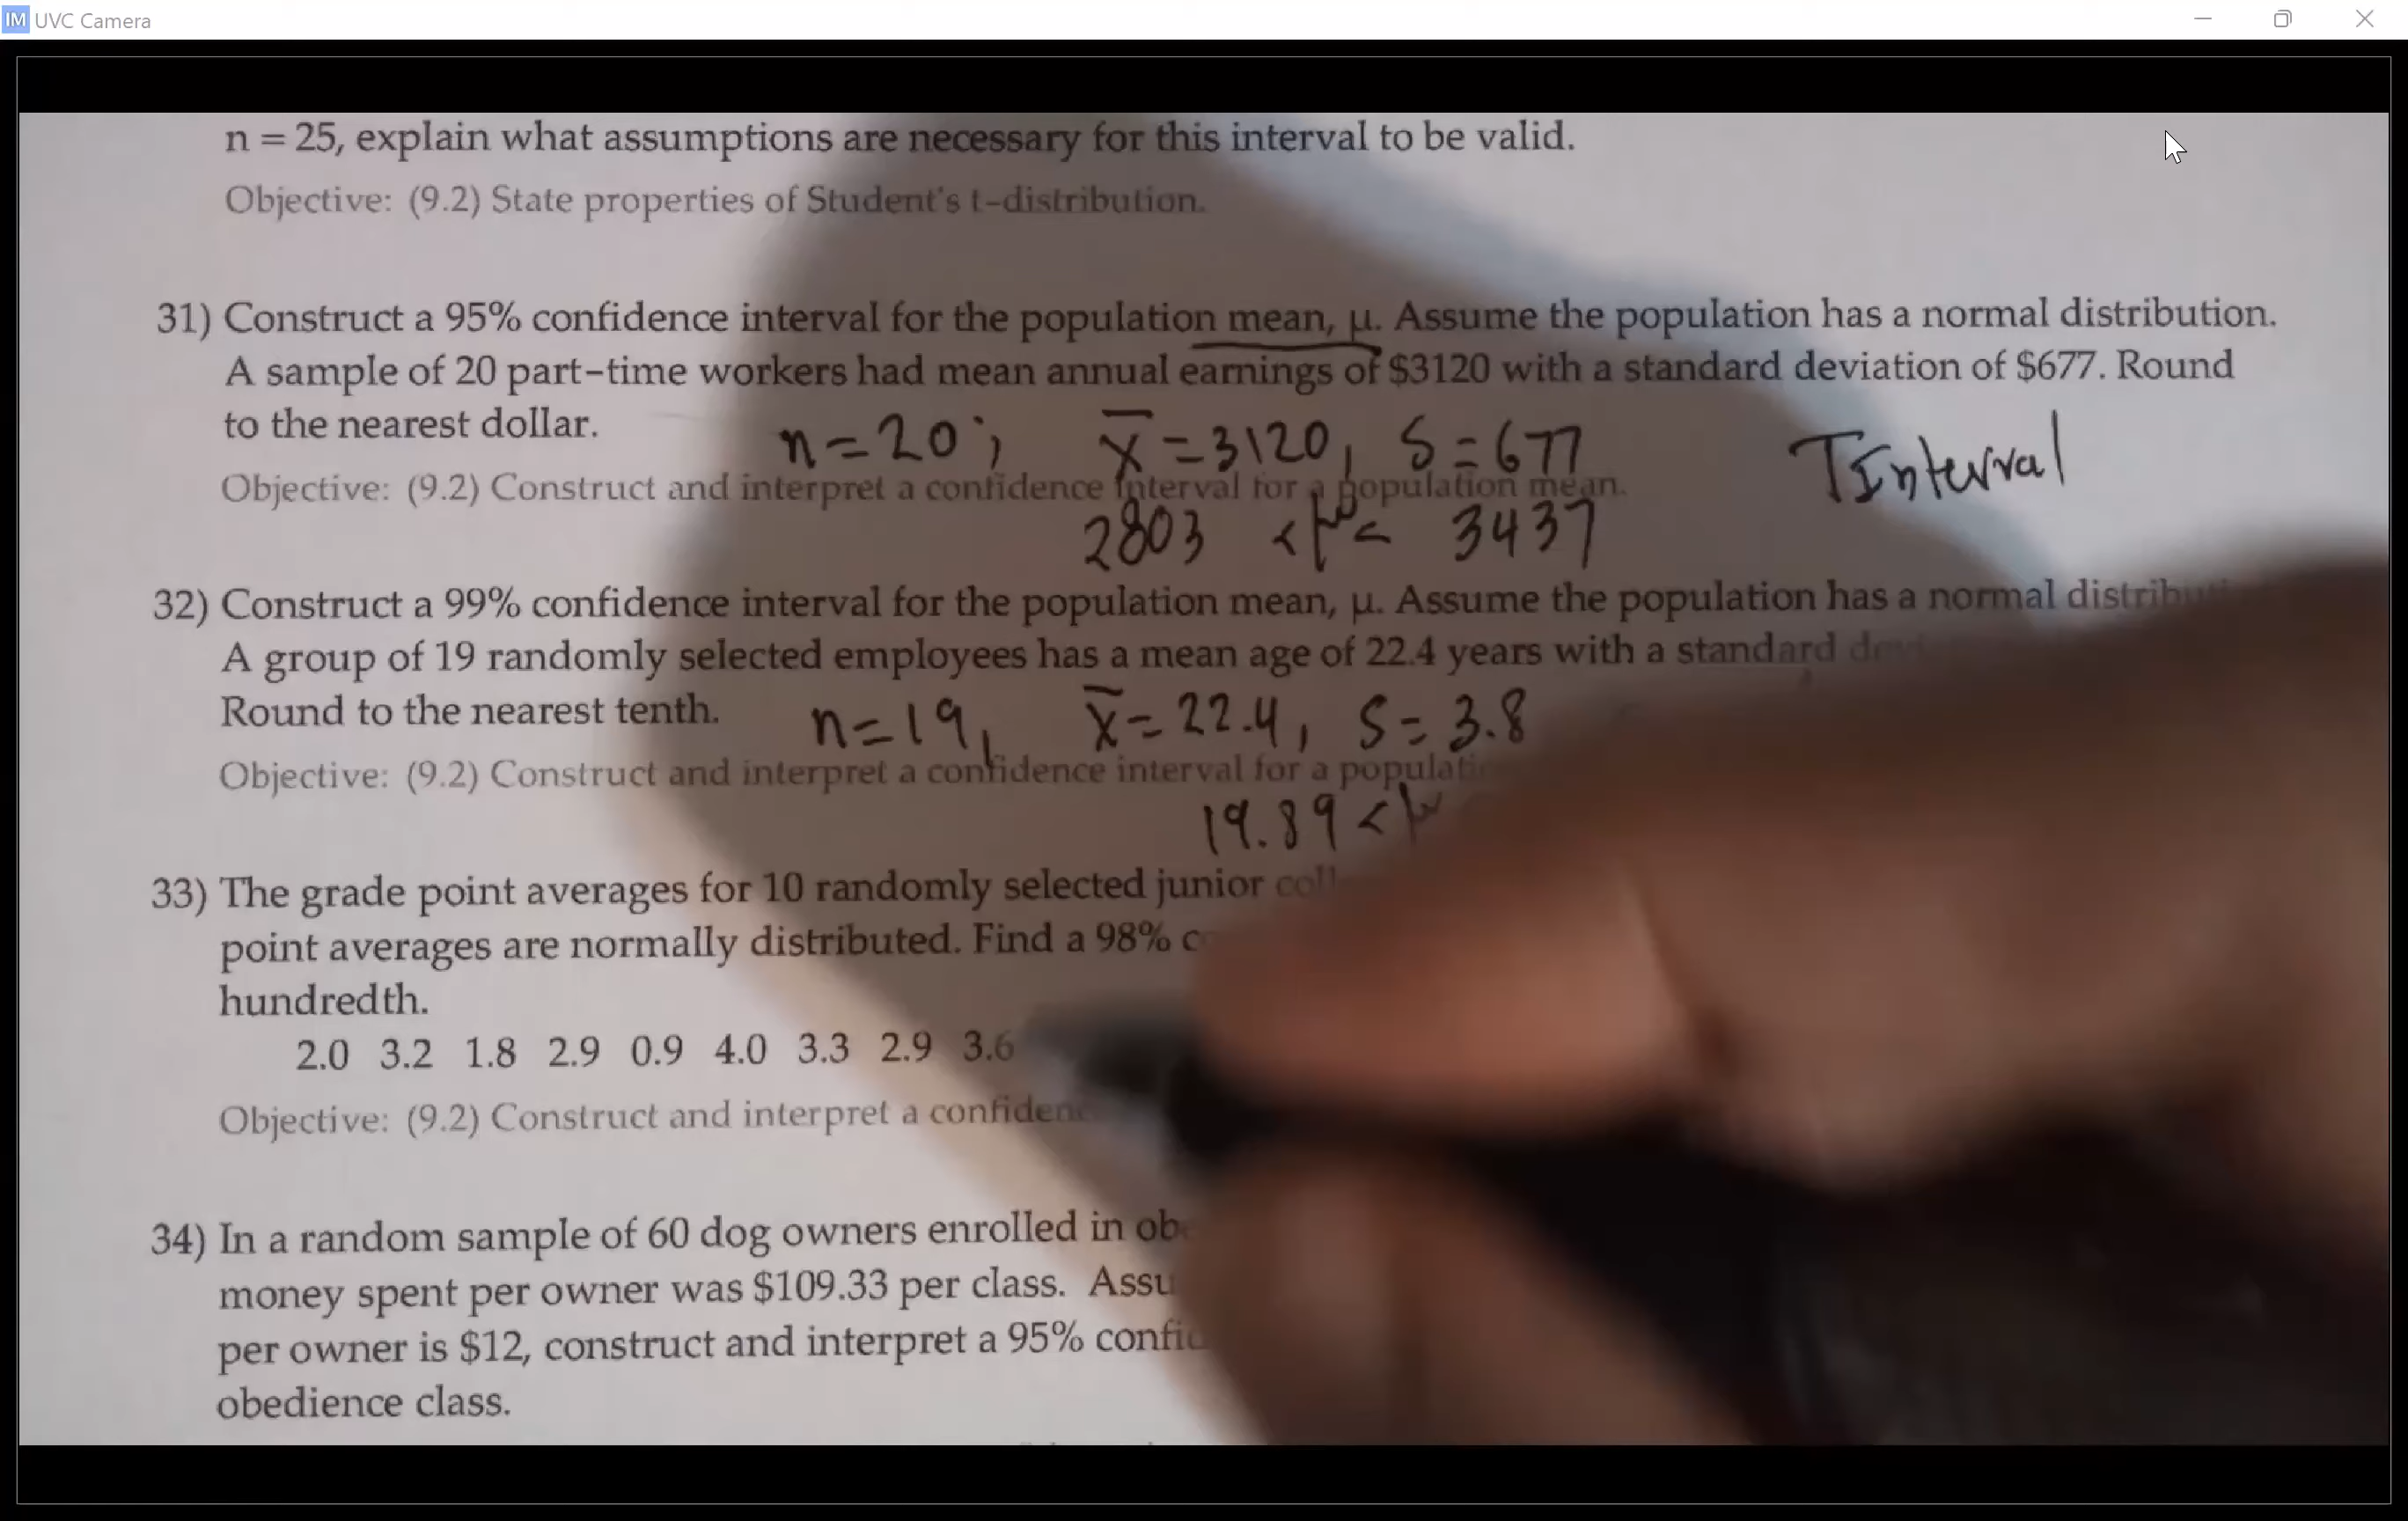 IM UVC Camera
n = 25, explain what assumptions are necessary for this interval to be valid.
Objective: (9.2) State properties of Student's t-distribution.
31) Construct a 95% confidence interval for the population mean, μ. Assume the population has a normal distribution.
A sample of 20 part-time workers had mean annual earnings of $3120 with a standard deviation of $677. Round
to the nearest dollar.
n = 20; x̅ = 3120, S = 677 TInterval
Objective: (9.2) Construct and interpret a confidence interval for a population mean.
2803 < μ < 3437
32) Construct a 99% confidence interval for the population mean, μ. Assume the population has a normal
A group of 19 randomly selected employees has a mean age of 22.4 years with a standard
Round to the nearest tenth.
n = 19, x̅ = 22.4, S = 3.8
Objective: (9.2) Construct and interpret a confidence interval for a
19.89 < μ
33) The grade point averages for 10 randomly selected junior
point averages are normally distributed. Find a 98%
hundredth.
2.0 3.2 1.8 2.9 0.9 4.0 3.3 2.9 3.6
Objective: (9.2) Construct and interpret a
34) In a random sample of 60 dog owners enrolled in
money spent per owner was $109.33 per class.
per owner is $12, construct and interpret a 95%
obedience class.